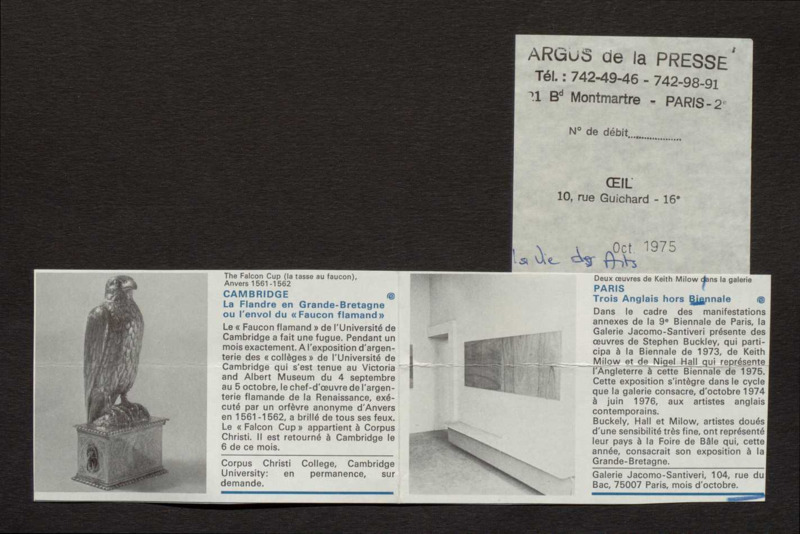 ARGUS de la PRESSE
Tél. : 742-49-46 - 742-98-91
21 Bd Montmartre - PARIS-2e
N° de débit
ŒIL
10, rue Guichard - 16e
Oct. 1975
La Vie des Arts
The Falcon Cup (la tasse au faucon),
Anvers 1561-1562
CAMBRIDGE
La Flandre en Grande-Bretagne
ou l'envol du « Faucon flamand »
Le « Faucon flamand » de l'Université de
Cambridge a fait une fugue. Pendant un
mois exactement. A l'exposition d'argen-
terie des « collèges » de l'Université de
Cambridge qui s'est tenue au Victoria
and Albert Museum du 4 septembre
au 5 octobre, le chef-d'œuvre de l'argen-
terie flamande de la Renaissance, exé-
cuté par un orfèvre anonyme d'Anvers
en 1561-1562, a brillé de tous ses feux.
Le « Falcon Cup » appartient à Corpus
Christi. Il est retourné à Cambridge le
6 de ce mois.
Corpus Christi College, Cambridge
University: en permanence, sur
demande.
Deux œuvres de Keith Milow dans la galerie
PARIS
Trois Anglais hors Biennale
Dans le cadre des manifestations
annexes de la 9e Biennale de Paris, la
Galerie Jacomo-Santiveri présente des
œuvres de Stephen Buckley, qui parti-
cipa à la Biennale de 1973, de Keith
Milow et de Nigel Hall qui représente
l'Angleterre à cette Biennale de 1975.
Cette exposition s'intègre dans le cycle
que la galerie consacre, d'octobre 1974
à juin 1976, aux artistes anglais
contemporains.
Buckely, Hall et Milow, artistes doués
d'une sensibilité très fine, ont représenté
leur pays à la Foire de Bâle qui, cette
année, consacrait son exposition à la
Grande-Bretagne.
Galerie Jacomo-Santiveri, 104, rue du
Bac, 75007 Paris, mois d'octobre.